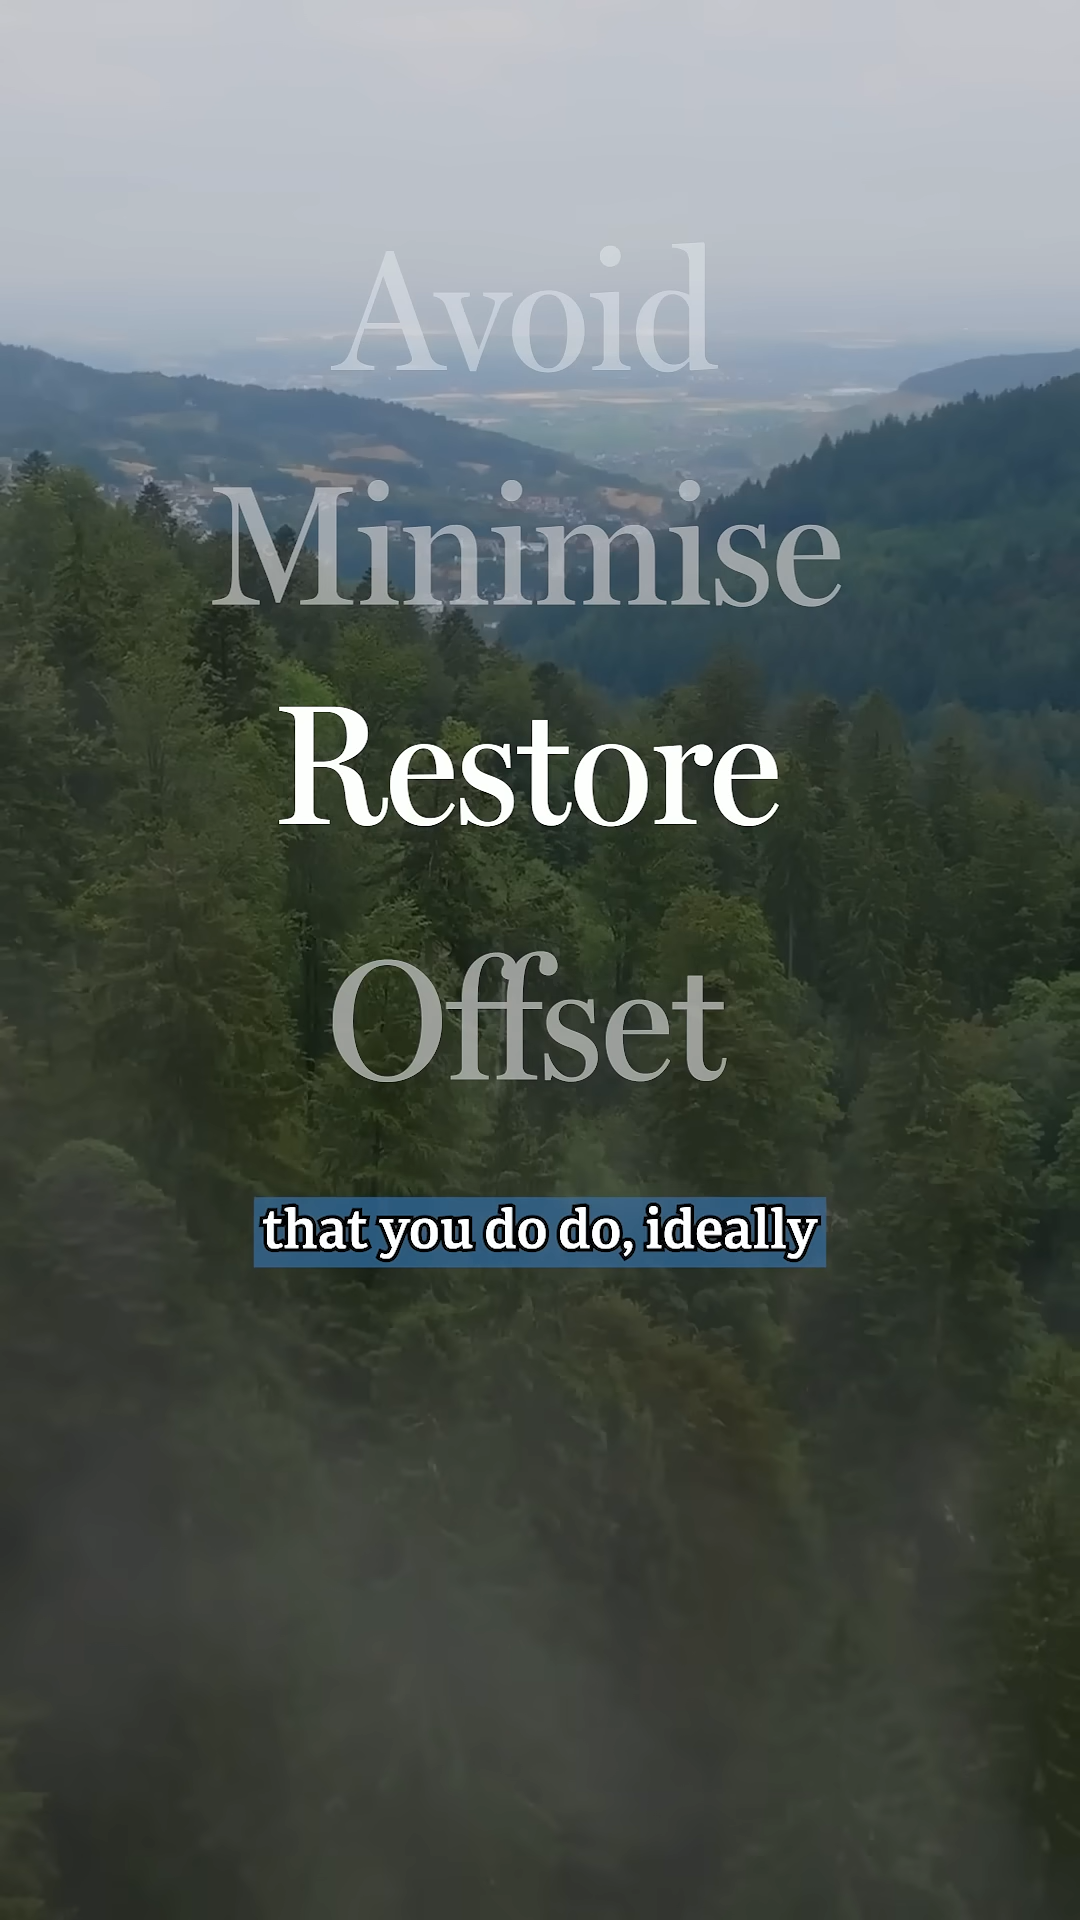 Avoid
Minimise
Restore
Offset
that you do do, ideally